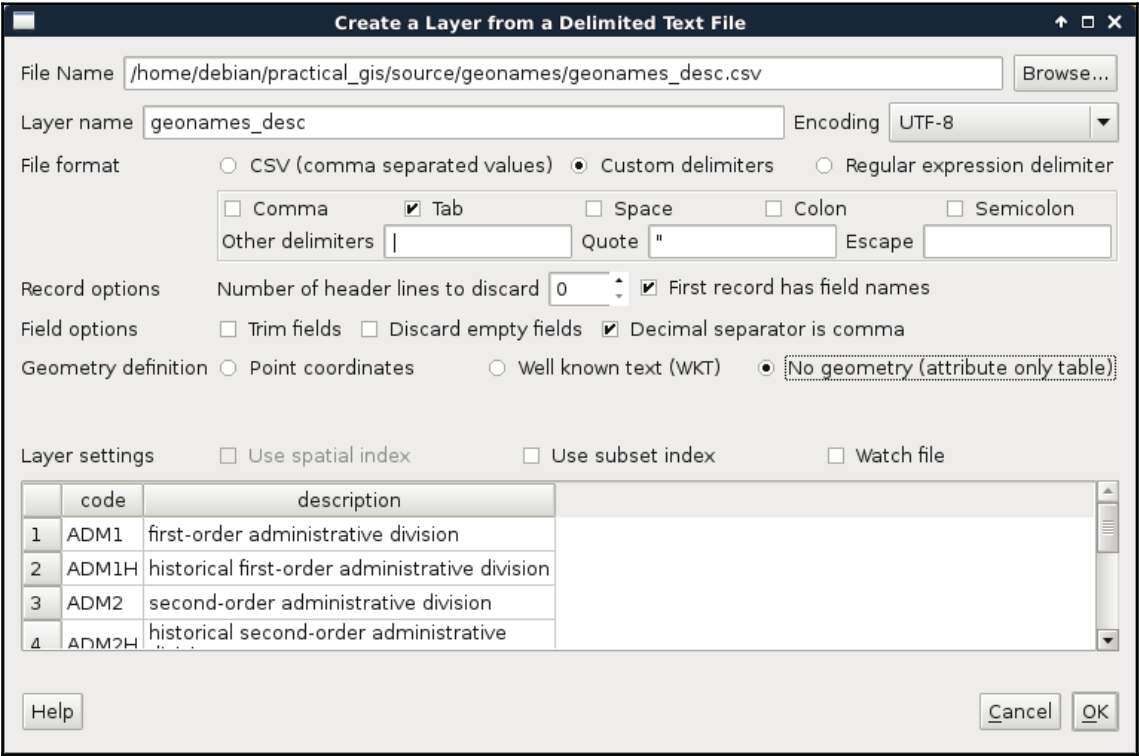 Create a Layer from a Delimited Text File
File Name /home/debian/practical_gis/source/geonames/geonames_desc.csv Browse...
Layer name geonames_desc Encoding UTF-8
File format CSV (comma separated values) Custom delimiters Regular expression delimiter
Comma Tab Space Colon Semicolon
Other delimiters | Quote " Escape
Record options Number of header lines to discard 0 First record has field names
Field options Trim fields Discard empty fields Decimal separator is comma
Geometry definition Point coordinates Well known text (WKT) No geometry (attribute only table)
Layer settings Use spatial index Use subset index Watch file
code description
1 ADM1 first-order administrative division
2 ADM1H historical first-order administrative division
3 ADM2 second-order administrative division
4 ADM2H historical second-order administrative
Help Cancel OK